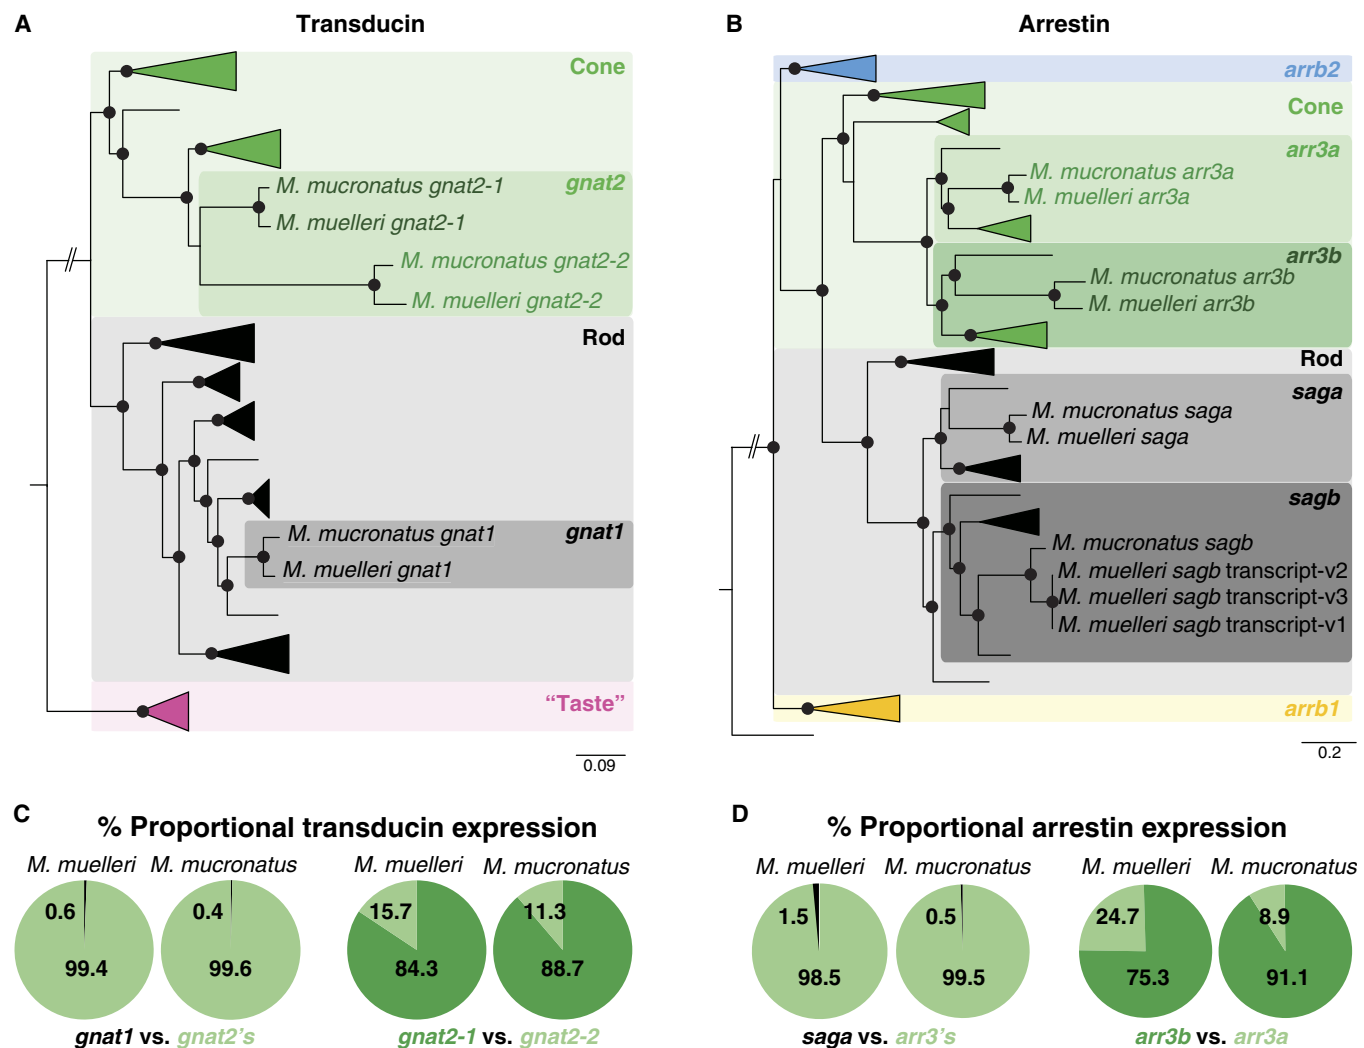 A
Transducin
Cone
gnat2
M. mucronatus gnat2-1
M. muelleri gnat2-1
M. mucronatus gnat2-2
M. muelleri gnat2-2
Rod
M. mucronatus gnat1
gnat1
M. muelleri gnat1
“Taste”
0.09
B
Arrestin
arrb2
Cone
arr3a
M. mucronatus arr3a
M. muelleri arr3a
arr3b
M. mucronatus arr3b
M. muelleri arr3b
Rod
saga
M. mucronatus saga
M. muelleri saga
sagb
M. mucronatus sagb
M. muelleri sagb transcript-v2
M. muelleri sagb transcript-v3
M. muelleri sagb transcript-v1
arrb1
0.2
C
% Proportional transducin expression
M. muelleri
M. mucronatus
M. muelleri
M. mucronatus
0.6
99.4
0.4
99.6
15.7
84.3
11.3
88.7
gnat1 vs. gnat2’s
gnat2-1 vs. gnat2-2
D
% Proportional arrestin expression
M. muelleri
M. mucronatus
M. muelleri
M. mucronatus
1.5
98.5
0.5
99.5
24.7
75.3
8.9
91.1
saga vs. arr3’s
arr3b vs. arr3a